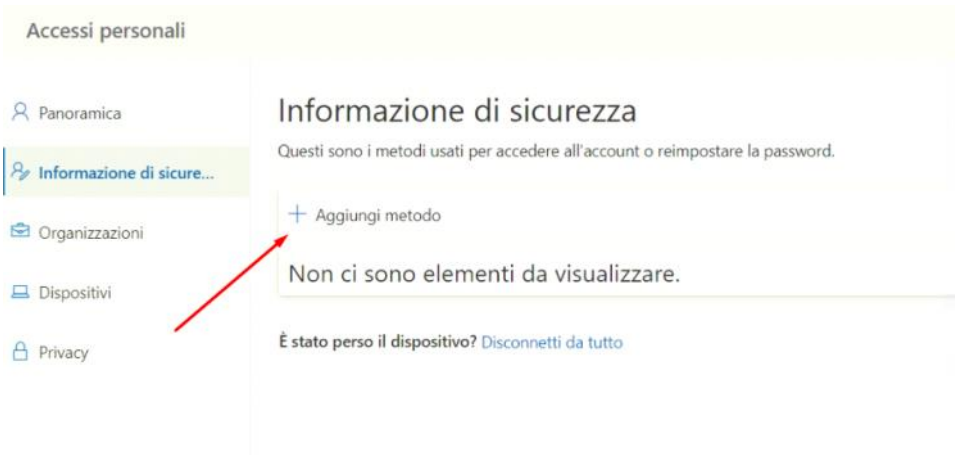 Accessi personali
Panoramica
Informazione di sicure...
Organizzazioni
Dispositivi
Privacy
Informazione di sicurezza
Questi sono i metodi usati per accedere all'account o reimpostare la password.
Aggiungi metodo
Non ci sono elementi da visualizzare.
È stato perso il dispositivo? Disconnetti da tutto